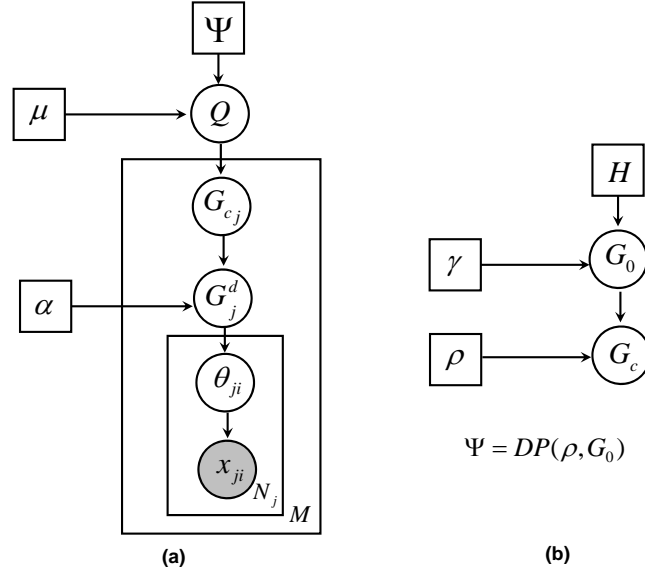 Ψ
μ
Q
G_{c_j}
α
G_j^d
θ_{ji}
x_{ji}
N_j
M
(a)
H
γ
G_0
ρ
G_c
Ψ = DP(ρ, G_0)
(b)